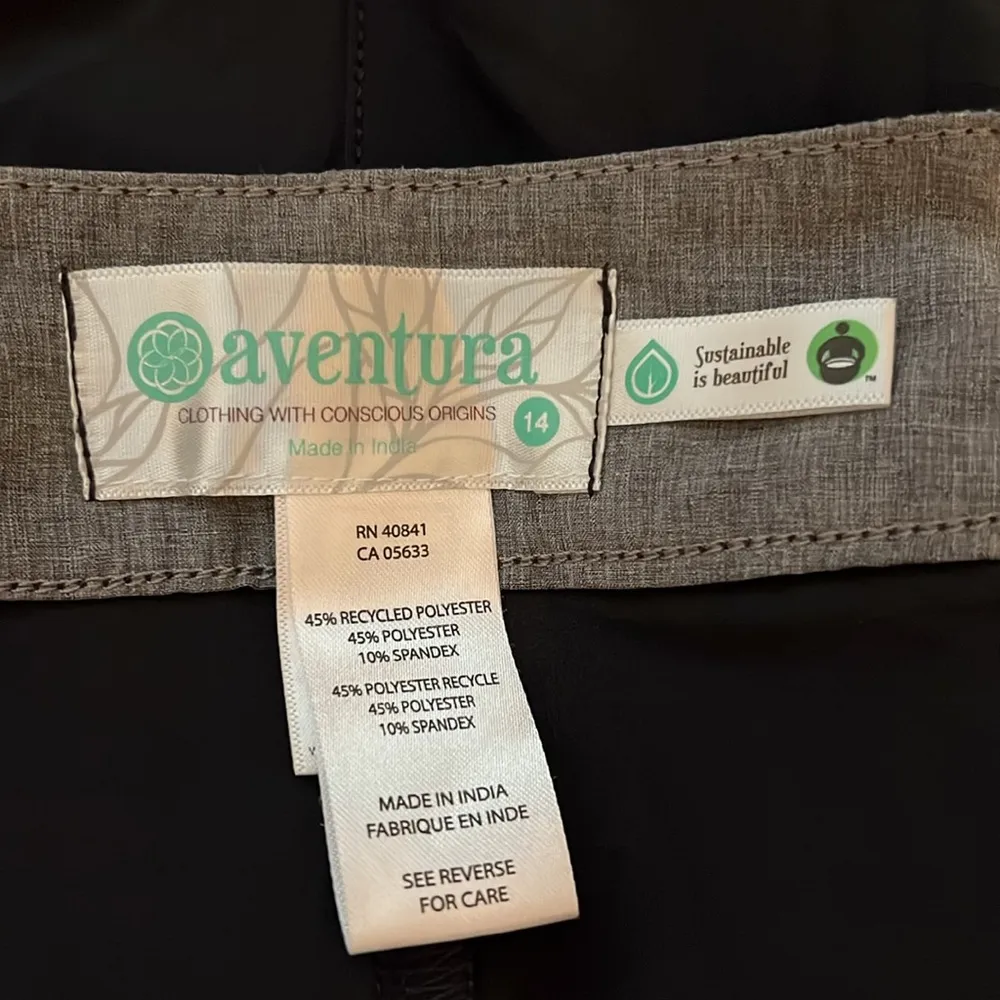 aventura
CLOTHING WITH CONSCIOUS ORIGINS
14
Made in India
Sustainable
is beautiful
TM
RN 40841
CA 05633
45% RECYCLED POLYESTER
45% POLYESTER
10% SPANDEX
45% POLYESTER RECYCLE
45% POLYESTER
10% SPANDEX
MADE IN INDIA
FABRIQUE EN INDE
SEE REVERSE
FOR CARE